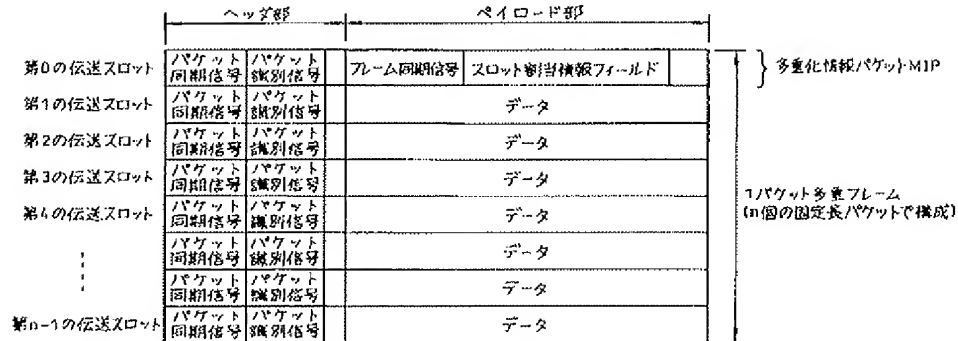 ヘッダ部 ペイロード部
第0の伝送スロット パケット同期信号 パケット識別信号 フレーム同期信号 スロット割当情報フィールド 多重化情報パケットMIP
第1の伝送スロット パケット同期信号 パケット識別信号 データ
第2の伝送スロット パケット同期信号 パケット識別信号 データ
第3の伝送スロット パケット同期信号 パケット識別信号 データ
第4の伝送スロット パケット同期信号 パケット識別信号 データ
パケット同期信号 パケット識別信号 データ
パケット同期信号 パケット識別信号 データ
第n-1の伝送スロット パケット同期信号 パケット識別信号 データ
1パケット多重フレーム
(n個の固定長パケットで構成)